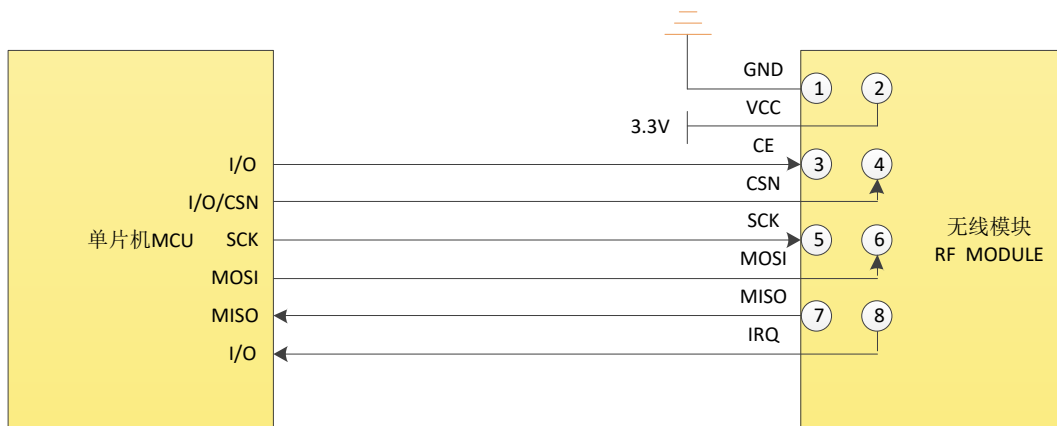 GND
1 2
VCC
3.3V
CE
I/O
3 4
CSN
I/O/CSN
SCK
单片机MCU SCK
5 6
无线模块
RF MODULE
MOSI
MOSI
MISO
MISO
7 8
IRQ
I/O